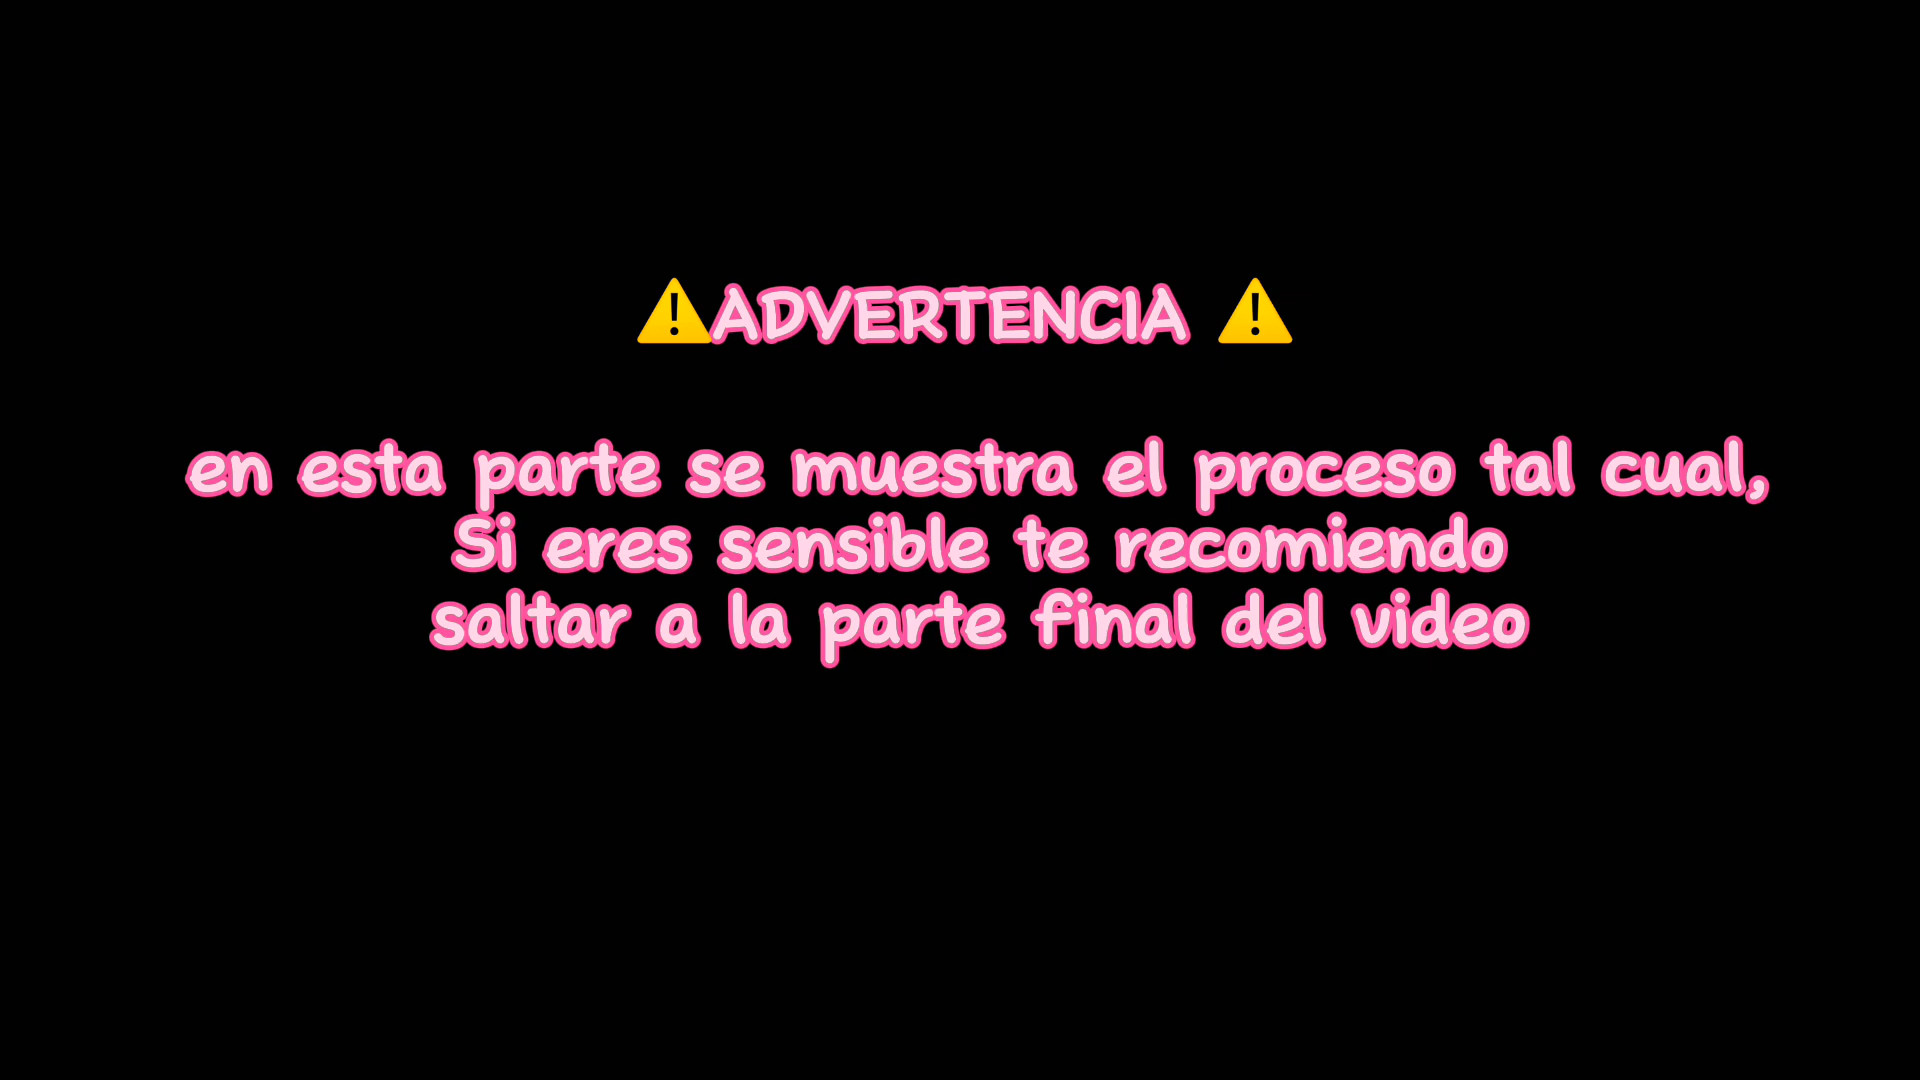 ⚠️ADVERTENCIA ⚠️
en esta parte se muestra el proceso tal cual,
Si eres sensible te recomiendo
saltar a la parte final del video